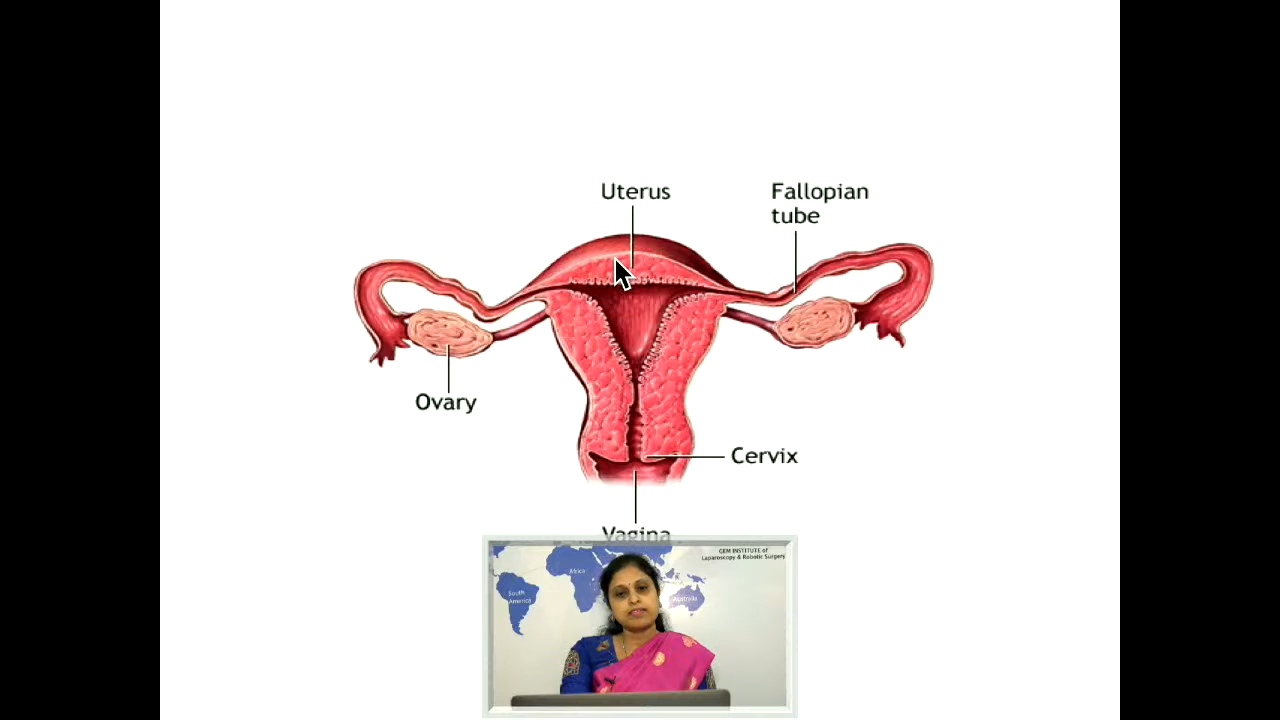 Uterus
Fallopian
tube
Ovary
Cervix
Vagina
GEM INSTITUTE of
Laparoscopy & Robotic Surgery
Africa
South
America
Australia